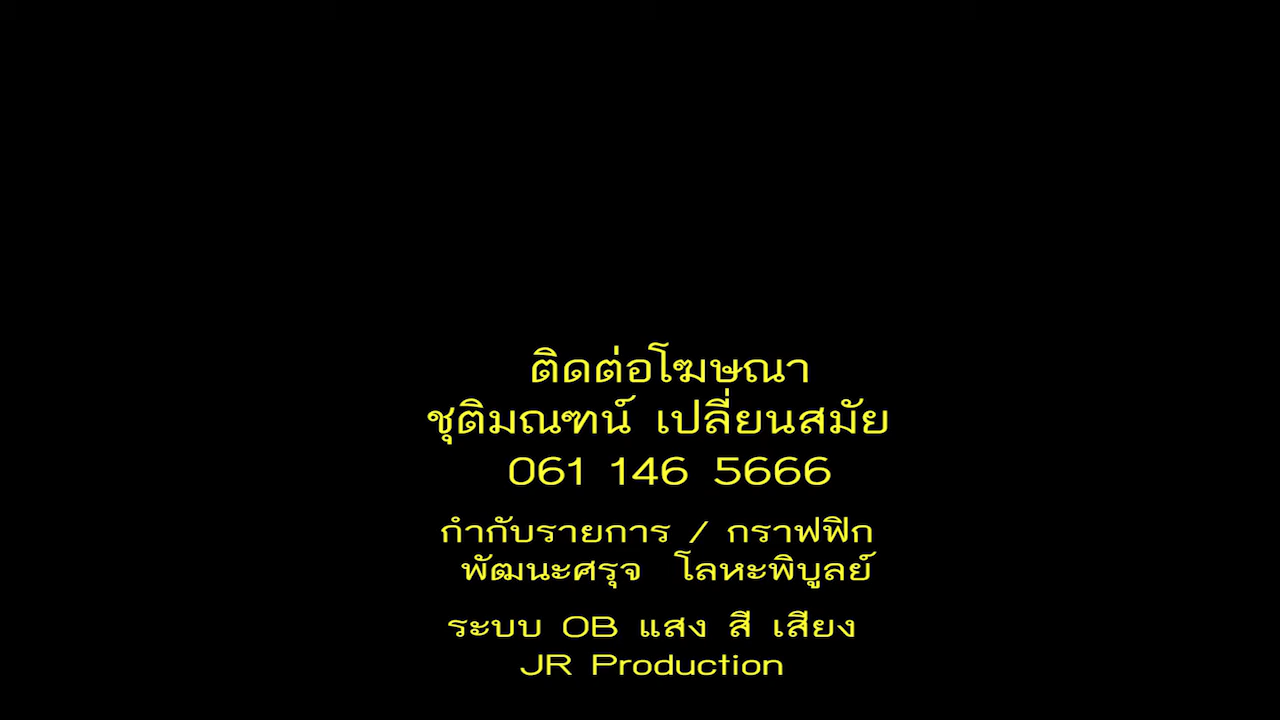 ติดต่อโฆษณา
ชุติมณฑน์ เปลี่ยนสมัย
061 146 5666
กำกับรายการ / กราฟฟิก
พัฒนะศรุจ โลหะพิบูลย์
ระบบ OB แสง สี เสียง
JR Production